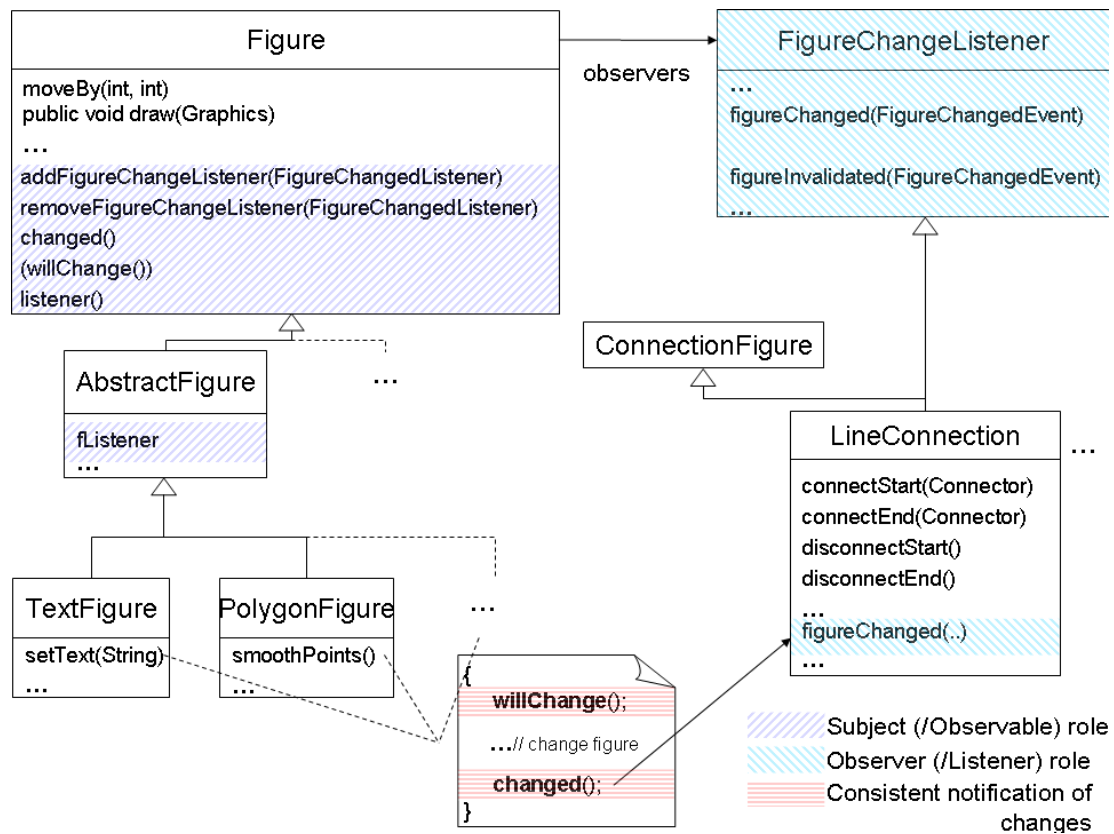 Figure
moveBy(int, int)
public void draw(Graphics)
...
addFigureChangeListener(FigureChangedListener)
removeFigureChangeListener(FigureChangedListener)
changed()
(willChange())
listener()
observers
FigureChangeListener
...
figureChanged(FigureChangedEvent)
figureInvalidated(FigureChangedEvent)
...
AbstractFigure
fListener
...
...
ConnectionFigure
LineConnection
connectStart(Connector)
connectEnd(Connector)
disconnectStart()
disconnectEnd()
...
figureChanged(..)
...
...
TextFigure
setText(String)
...
PolygonFigure
smoothPoints()
...
...
{
willChange();
...// change figure
changed();
}
Subject (/Observable) role
Observer (/Listener) role
Consistent notification of
changes